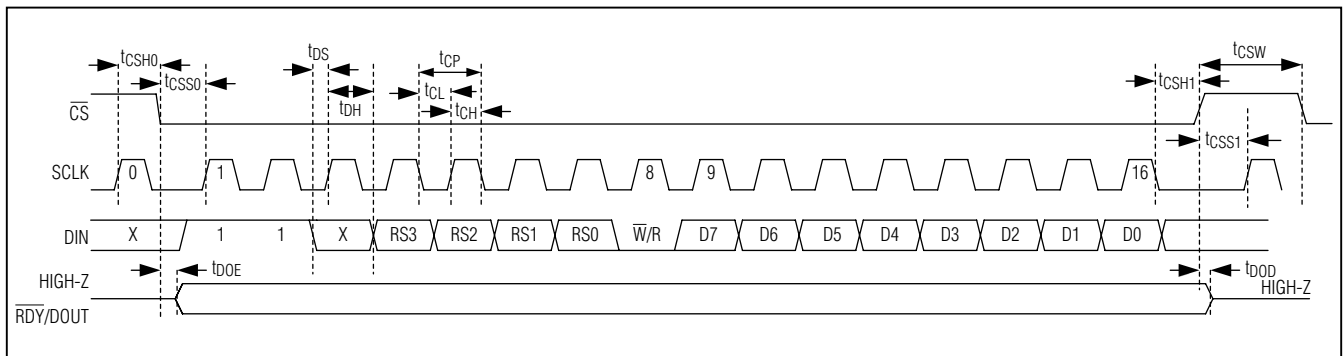 tCSH0
tCSS0
tDS
tDH
tCP
tCL
tCH
tCSH1
tCSW
tCSS1
CS
SCLK 0 1 8 9 16
DIN X 1 1 X RS3 RS2 RS1 RS0 W/R D7 D6 D5 D4 D3 D2 D1 D0
tDOE
tDOD
HIGH-Z HIGH-Z
RDY/DOUT